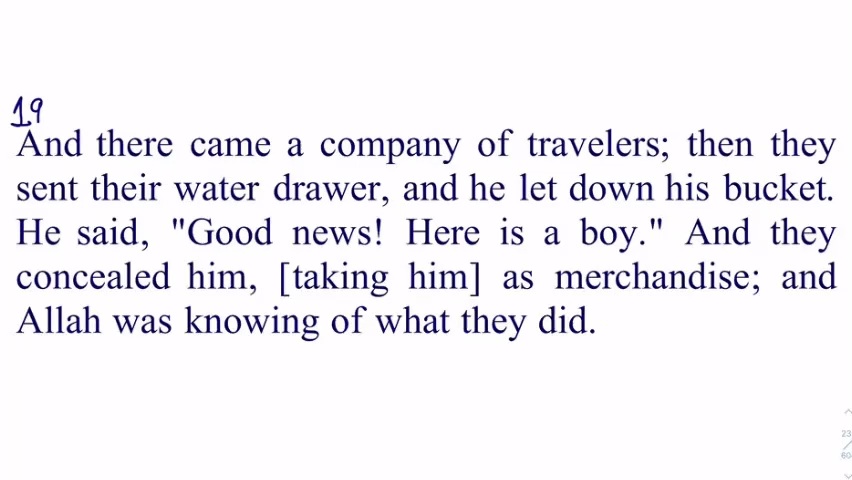 19
And there came a company of travelers; then they
sent their water drawer, and he let down his bucket.
He said, "Good news! Here is a boy." And they
concealed him, [taking him] as merchandise; and
Allah was knowing of what they did.
23